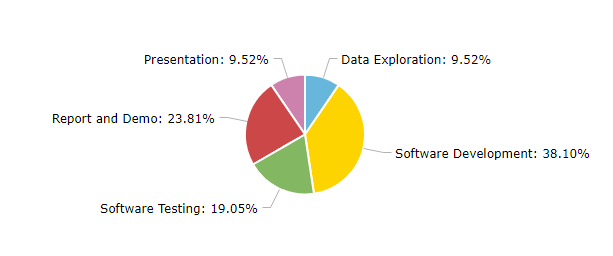 Presentation: 9.52%
Data Exploration: 9.52%
Report and Demo: 23.81%
Software Development: 38.10%
Software Testing: 19.05%